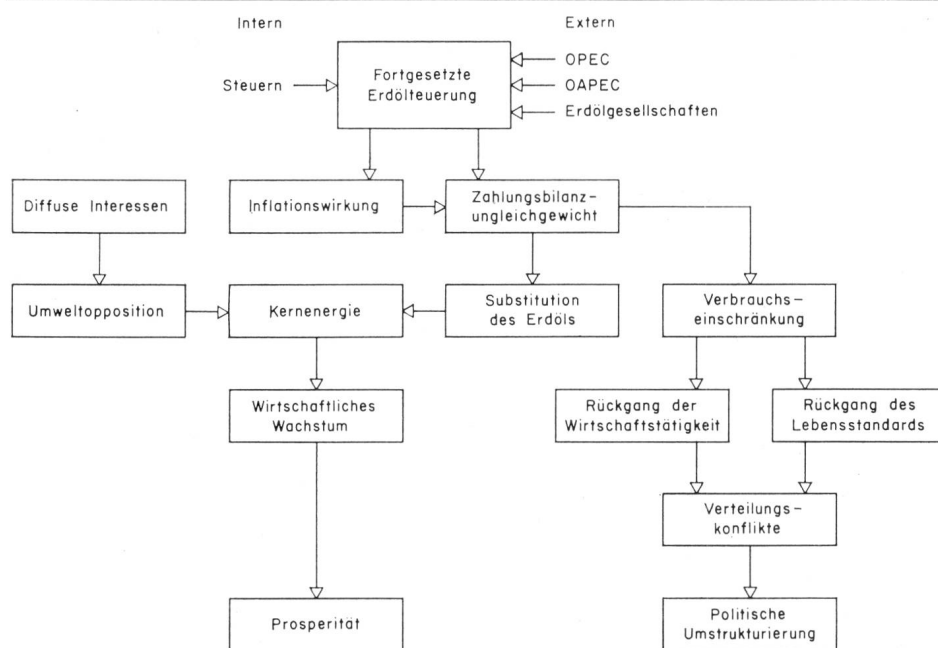 Intern
Extern
Fortgesetzte
Erdölteuerung
OPEC
Steuern
OAPEC
Erdölgesellschaften
Diffuse Interessen
Inflationswirkung
Zahlungsbilanz-
ungleichgewicht
Umweltopposition
Kernenergie
Substitution
des Erdöls
Verbrauchs-
einschränkung
Wirtschaftliches
Wachstum
Rückgang der
Wirtschaftstätigkeit
Rückgang des
Lebensstandards
Verteilungs-
konflikte
Prosperität
Politische
Umstrukturierung